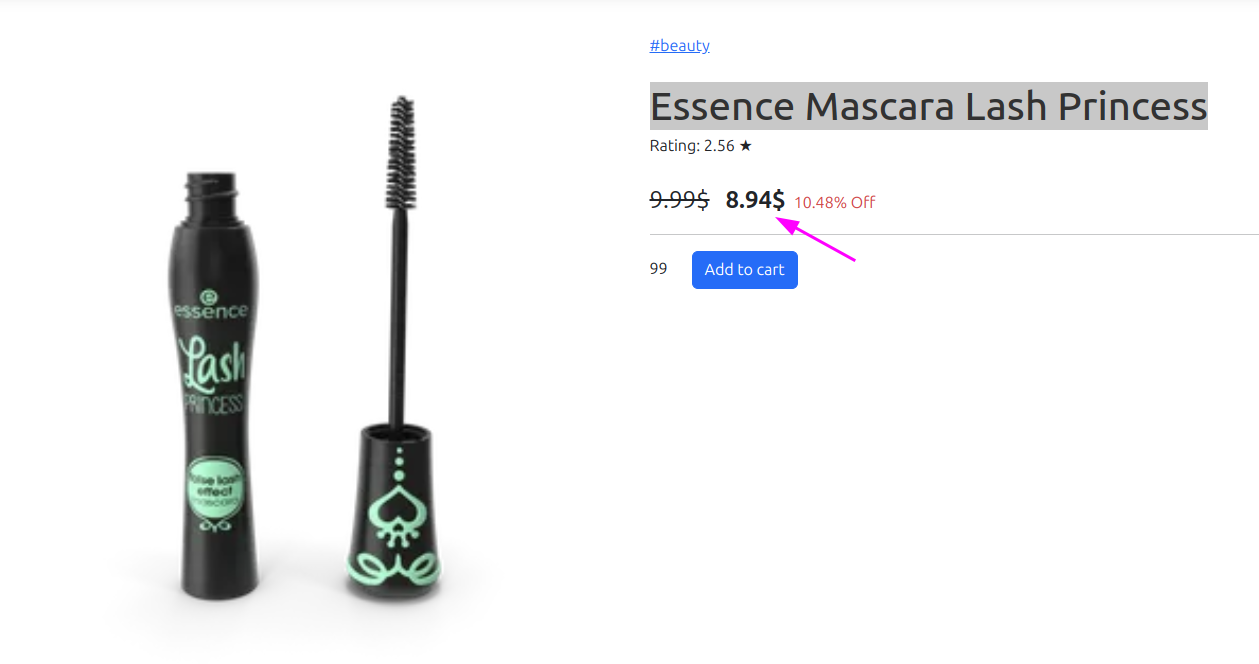 #beauty
Essence Mascara Lash Princess
Rating: 2.56 ★
9.99$ 8.94$ 10.48% Off
99 Add to cart
essence
Lash
PRINCESS
false lash
effect
mascara